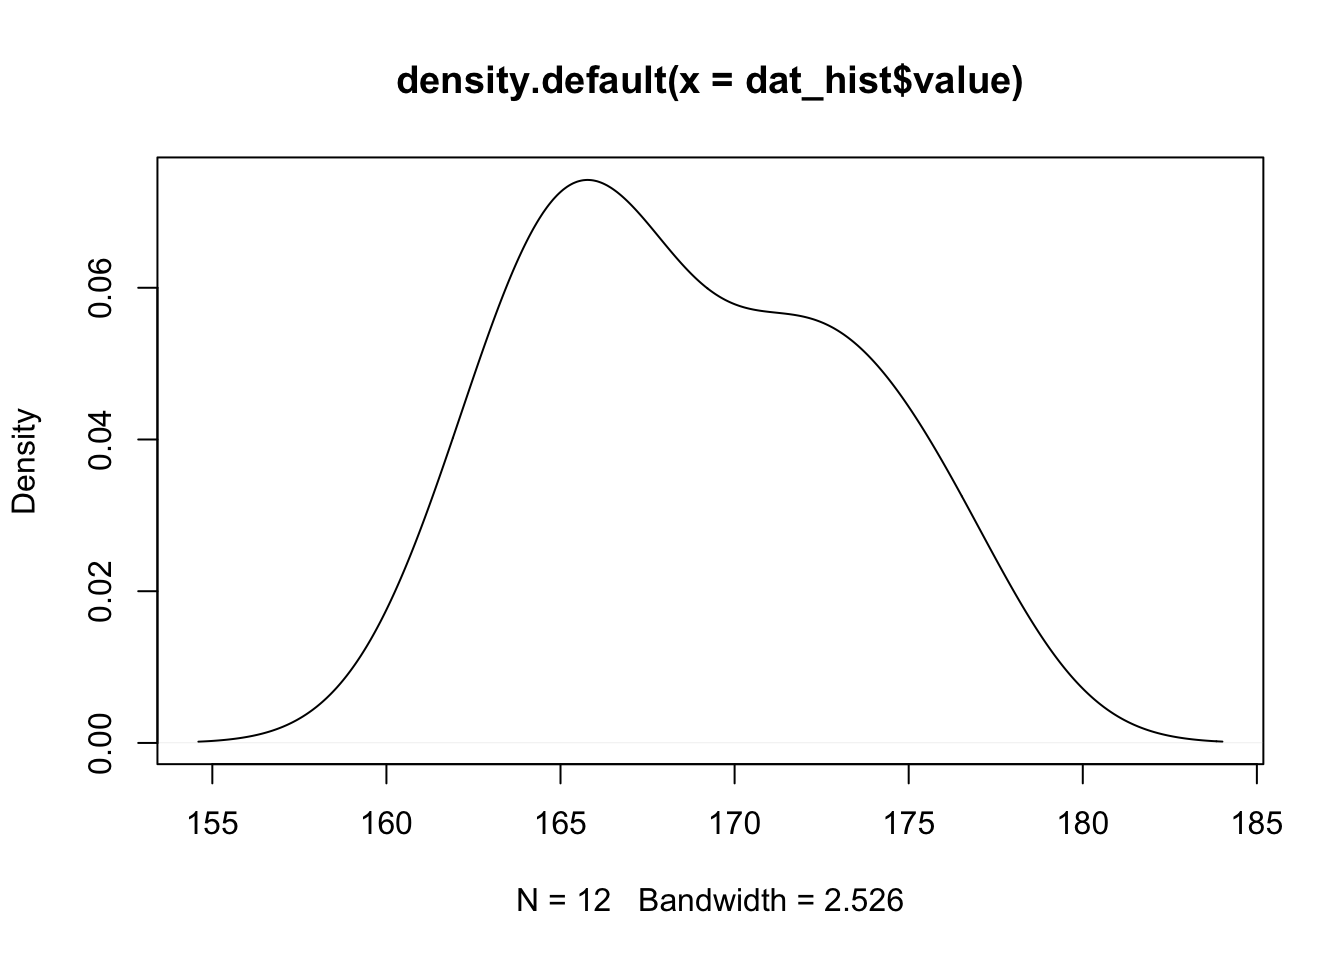 density.default(x = dat_hist$value)
Density
0.06
0.04
0.02
0.00
155 160 165 170 175 180 185
N = 12 Bandwidth = 2.526